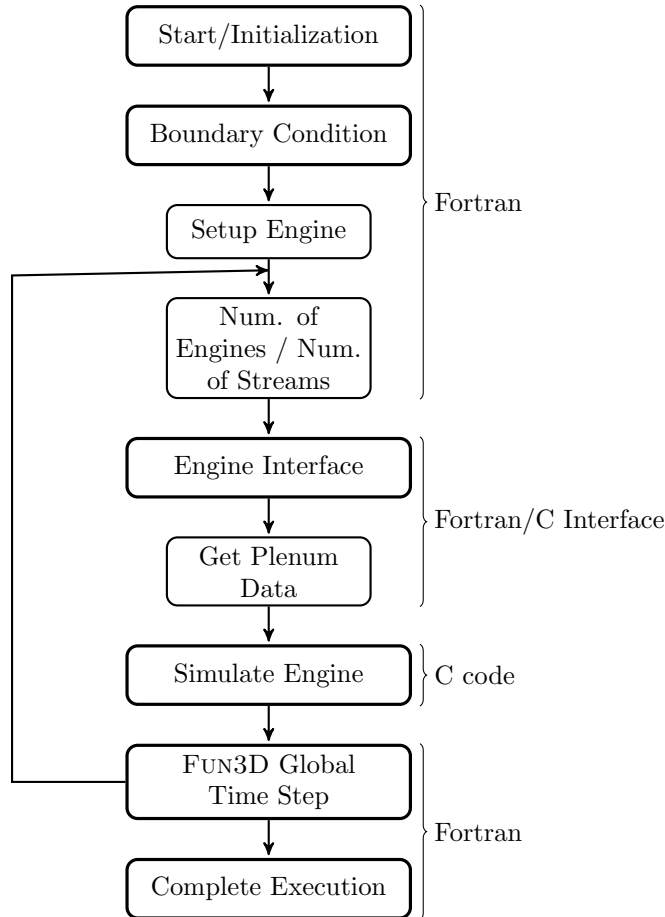 Start/Initialization
Boundary Condition
Fortran
Setup Engine
Num. of
Engines / Num.
of Streams
Engine Interface
Fortran/C Interface
Get Plenum
Data
Simulate Engine
C code
FUN3D Global
Time Step
Fortran
Complete Execution